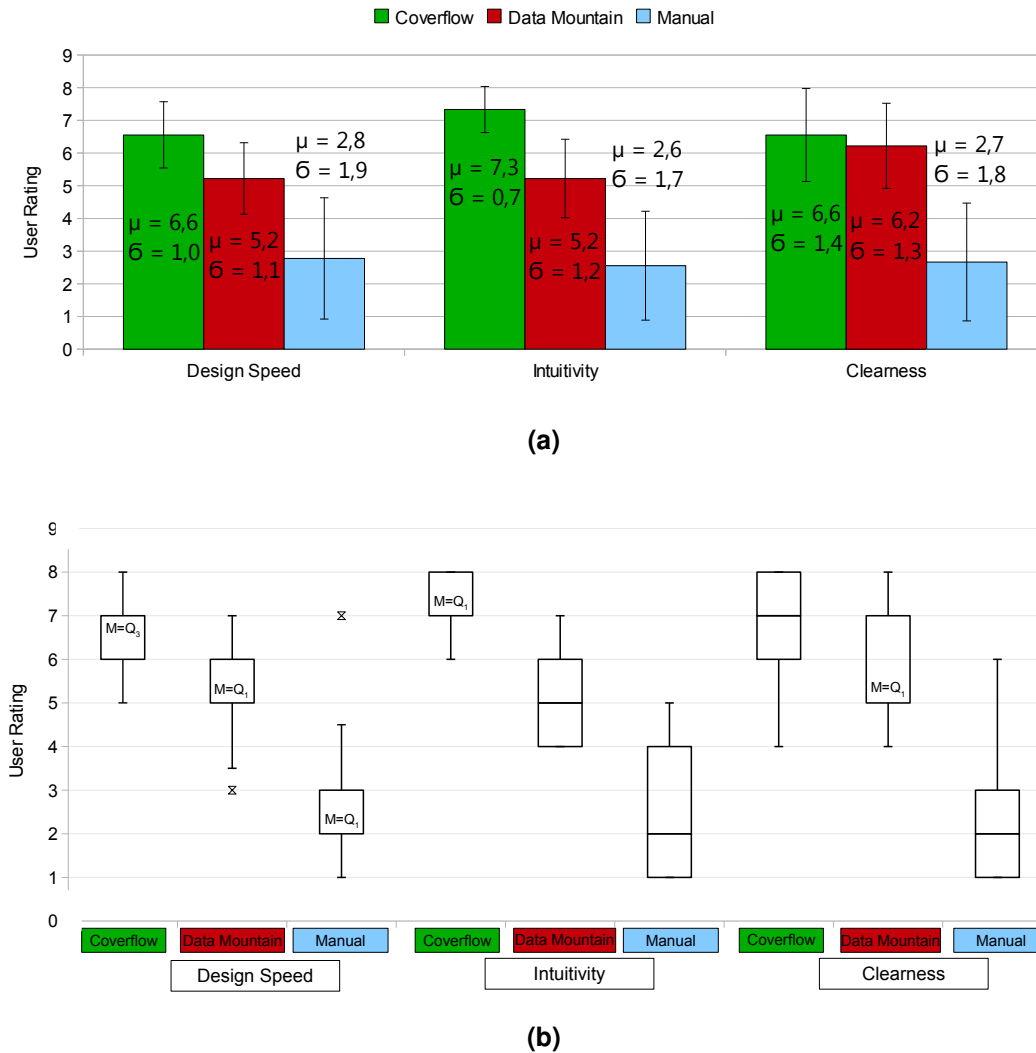 Coverflow Data Mountain Manual
9
8
7
6
5
4
3
2
1
0
User Rating
μ = 6,6
б = 1,0
μ = 5,2
б = 1,1
μ = 2,8
б = 1,9
μ = 7,3
б = 0,7
μ = 5,2
б = 1,2
μ = 2,6
б = 1,7
μ = 6,6
б = 1,4
μ = 6,2
б = 1,3
μ = 2,7
б = 1,8
Design Speed Intuitivity Clearness
(a)
9
8
7
6
5
4
3
2
1
0
User Rating
M=Q₃
M=Q₁
M=Q₁
M=Q₁
M=Q₁
Coverflow Data Mountain Manual Coverflow Data Mountain Manual Coverflow Data Mountain Manual
Design Speed Intuitivity Clearness
(b)